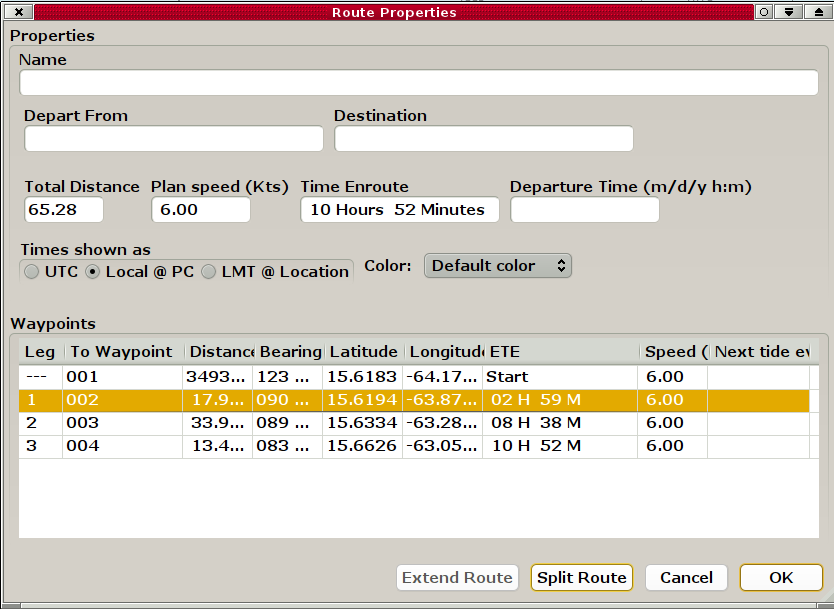 Route Properties
Properties
Name
Depart From Destination
Total Distance Plan speed (Kts) Time Enroute Departure Time (m/d/y h:m)
65.28 6.00 10 Hours 52 Minutes
Times shown as
UTC Local @ PC LMT @ Location Color: Default color
Waypoints
Leg To Waypoint Distanc Bearing Latitude Longitud ETE Speed ( Next tide ev
--- 001 3493... 123 ... 15.6183 -64.17... Start 6.00
1 002 17.9... 090 ... 15.6194 -63.87... 02 H 59 M 6.00
2 003 33.9... 089 ... 15.6334 -63.28... 08 H 38 M 6.00
3 004 13.4... 083 ... 15.6626 -63.05... 10 H 52 M 6.00
Extend Route Split Route Cancel OK